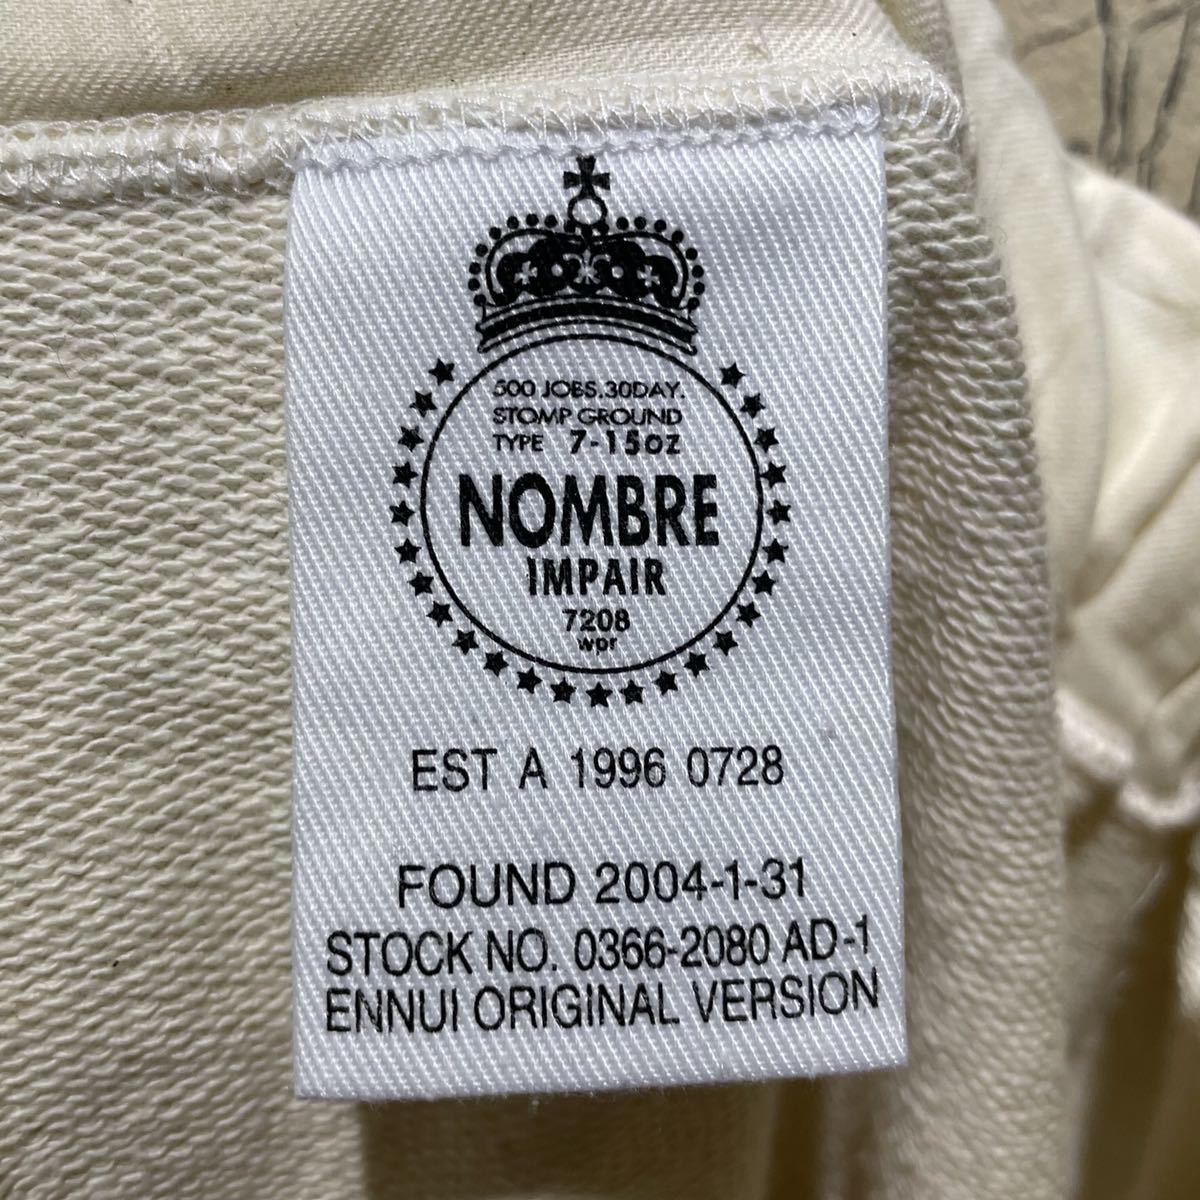 500 JOBS.30DAY.
STOMP GROUND
TYPE 7-15oz
NOMBRE
IMPAIR
7208
wpr
EST A 1996 0728
FOUND 2004-1-31
STOCK NO. 0366-2080 AD-1
ENNUI ORIGINAL VERSION